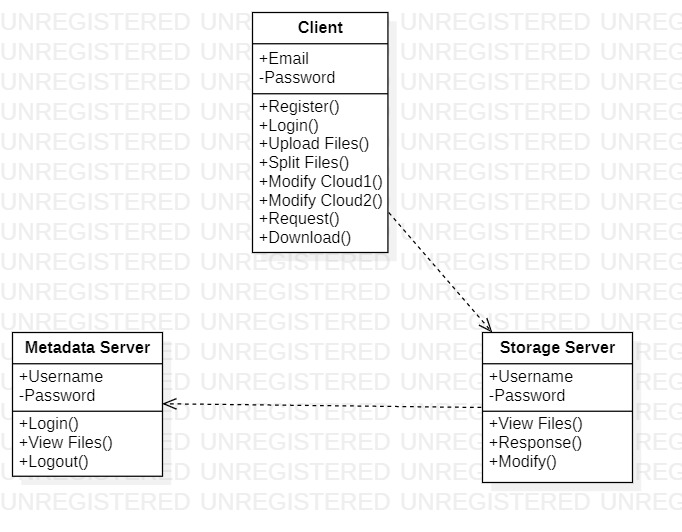 Client
+Email
-Password
+Register()
+Login()
+Upload Files()
+Split Files()
+Modify Cloud1()
+Modify Cloud2()
+Request()
+Download()
Metadata Server
+Username
-Password
+Login()
+View Files()
+Logout()
Storage Server
+Username
-Password
+View Files()
+Response()
+Modify()
UNREGISTERED